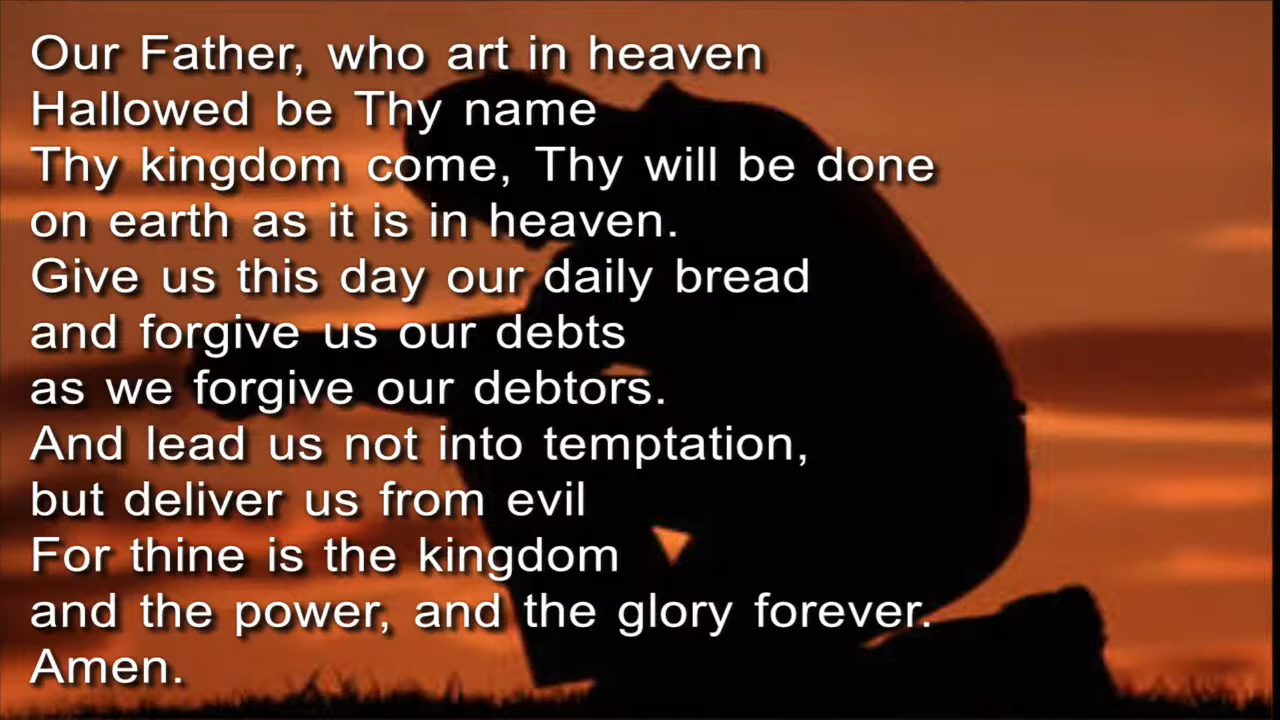 Our Father, who art in heaven
Hallowed be Thy name
Thy kingdom come, Thy will be done
on earth as it is in heaven.
Give us this day our daily bread
and forgive us our debts
as we forgive our debtors.
And lead us not into temptation,
but deliver us from evil
For thine is the kingdom
and the power, and the glory forever.
Amen.